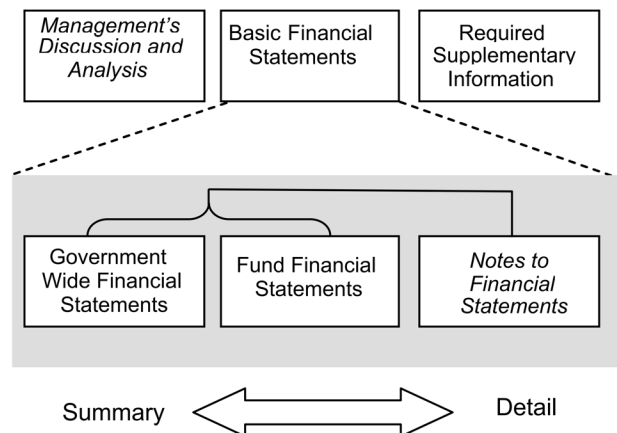 Management's
Discussion and
Analysis
Basic Financial
Statements
Required
Supplementary
Information
Government
Wide Financial
Statements
Fund Financial
Statements
Notes to
Financial
Statements
Summary
Detail